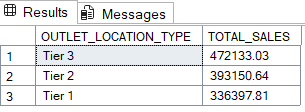 Results Messages
OUTLET_LOCATION_TYPE TOTAL_SALES
1 Tier 3 472133.03
2 Tier 2 393150.64
3 Tier 1 336397.81